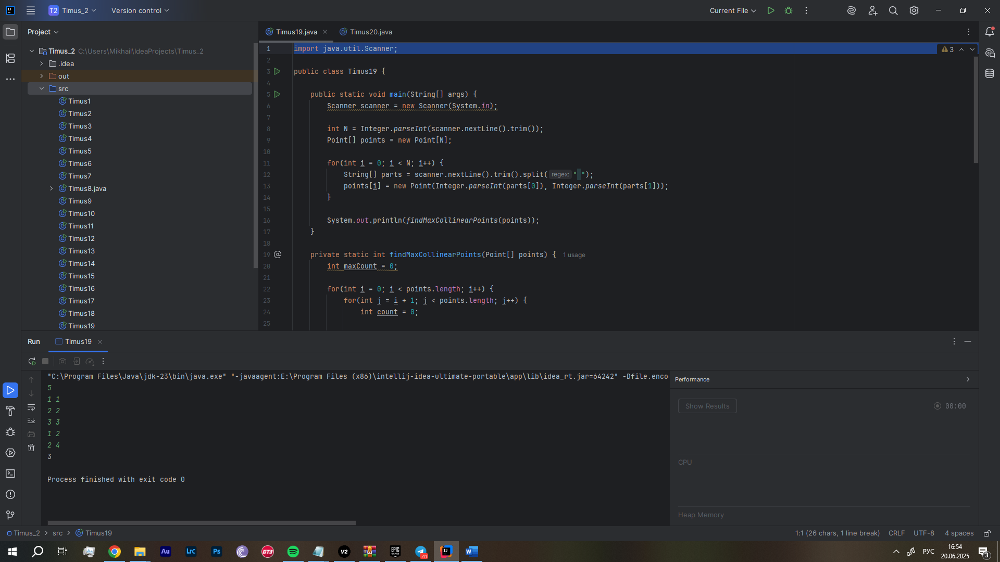 T2 Timus_2 Version control Current File
Project
Timus19.java Timus20.java
Timus_2 C:\Users\Mikhail\IdeaProjects\Timus_2
.idea
out
src
Timus1
Timus2
Timus3
Timus4
Timus5
Timus6
Timus7
Timus8.java
Timus9
Timus10
Timus11
Timus12
Timus13
Timus14
Timus15
Timus16
Timus17
Timus18
Timus19
1 import java.util.Scanner; 3
2
3 public class Timus19 {
4
5 public static void main(String[] args) {
6 Scanner scanner = new Scanner(System.in);
7
8 int N = Integer.parseInt(scanner.nextLine().trim());
9 Point[] points = new Point[N];
10
11 for(int i = 0; i < N; i++) {
12 String[] parts = scanner.nextLine().trim().split( regex: " ");
13 points[i] = new Point(Integer.parseInt(parts[0]), Integer.parseInt(parts[1]));
14 }
15
16 System.out.println(findMaxCollinearPoints(points));
17 }
18
19 private static int findMaxCollinearPoints(Point[] points) { 1 usage
20 int maxCount = 0;
21
22 for(int i = 0; i < points.length; i++) {
23 for(int j = i + 1; j < points.length; j++) {
24 int count = 0;
25
Run Timus19
"C:\Program Files\Java\jdk-23\bin\java.exe" "-javaagent:E:\Program Files (x86)\intellij-idea-ultimate-portable\app\lib\idea_rt.jar=64242" -Dfile.enco
5
1 1
2 2
3 3
1 2
2 4
3
Process finished with exit code 0
Performance
Show Results 00:00
CPU
Heap Memory
Timus_2 src Timus19 1:1 (26 chars, 1 line break) CRLF UTF-8 4 spaces
Au Lrc Ps GT3 V2 EPIC GAMES 41 IJ W РУС 16:54
20.06.2025 3